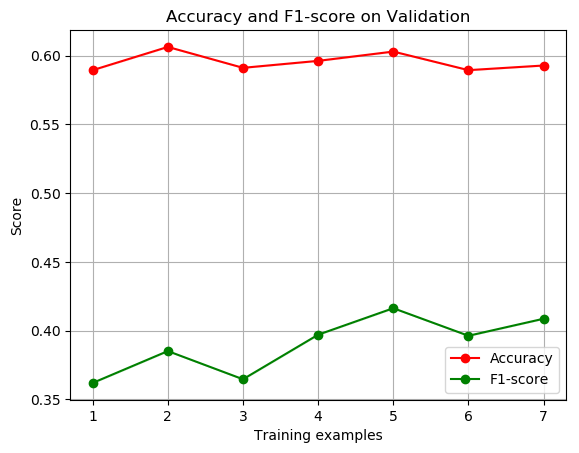 Accuracy and F1-score on Validation
0.60
0.55
0.50
0.45
0.40
0.35
Score
1 2 3 4 5 6 7
Training examples
Accuracy
F1-score